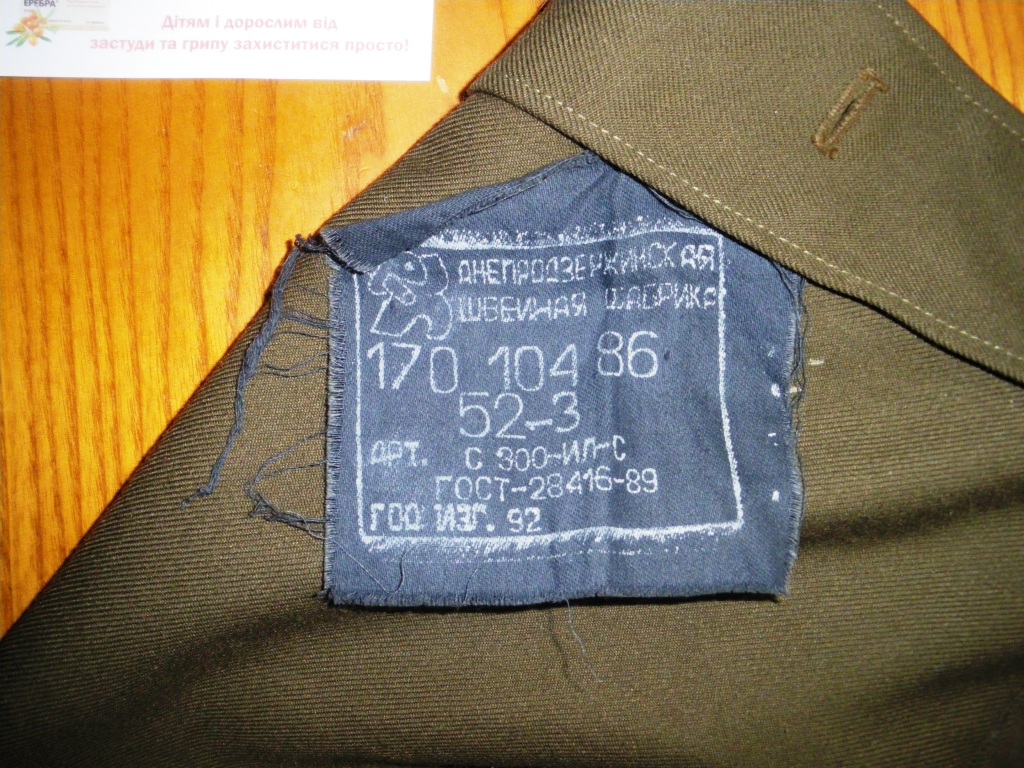 ЕРЕБРА®
Дітям і дорослим від
застуди та грипу захиститися просто!
ДНЕПРОДЗЕРЖИНСКАЯ
ШВЕЙНАЯ ФАБРИКА
170 104 86
52-3
АРТ. С 300-ИЛ-С
ГОСТ-28416-89
ГОД ИЗГ. 92